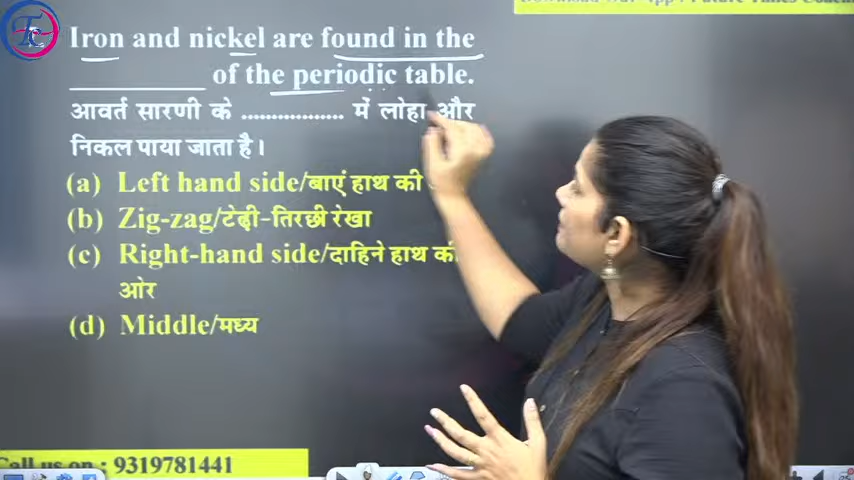 Iron and nickel are found in the
__________ of the periodic table.
आवर्त सारणी के ................. में लोहा और
निकल पाया जाता है।
(a) Left hand side/बाएं हाथ की
(b) Zig-zag/टेढ़ी-तिरछी रेखा
(c) Right-hand side/दाहिने हाथ की
ओर
(d) Middle/मध्य
Call us on : 9319781441